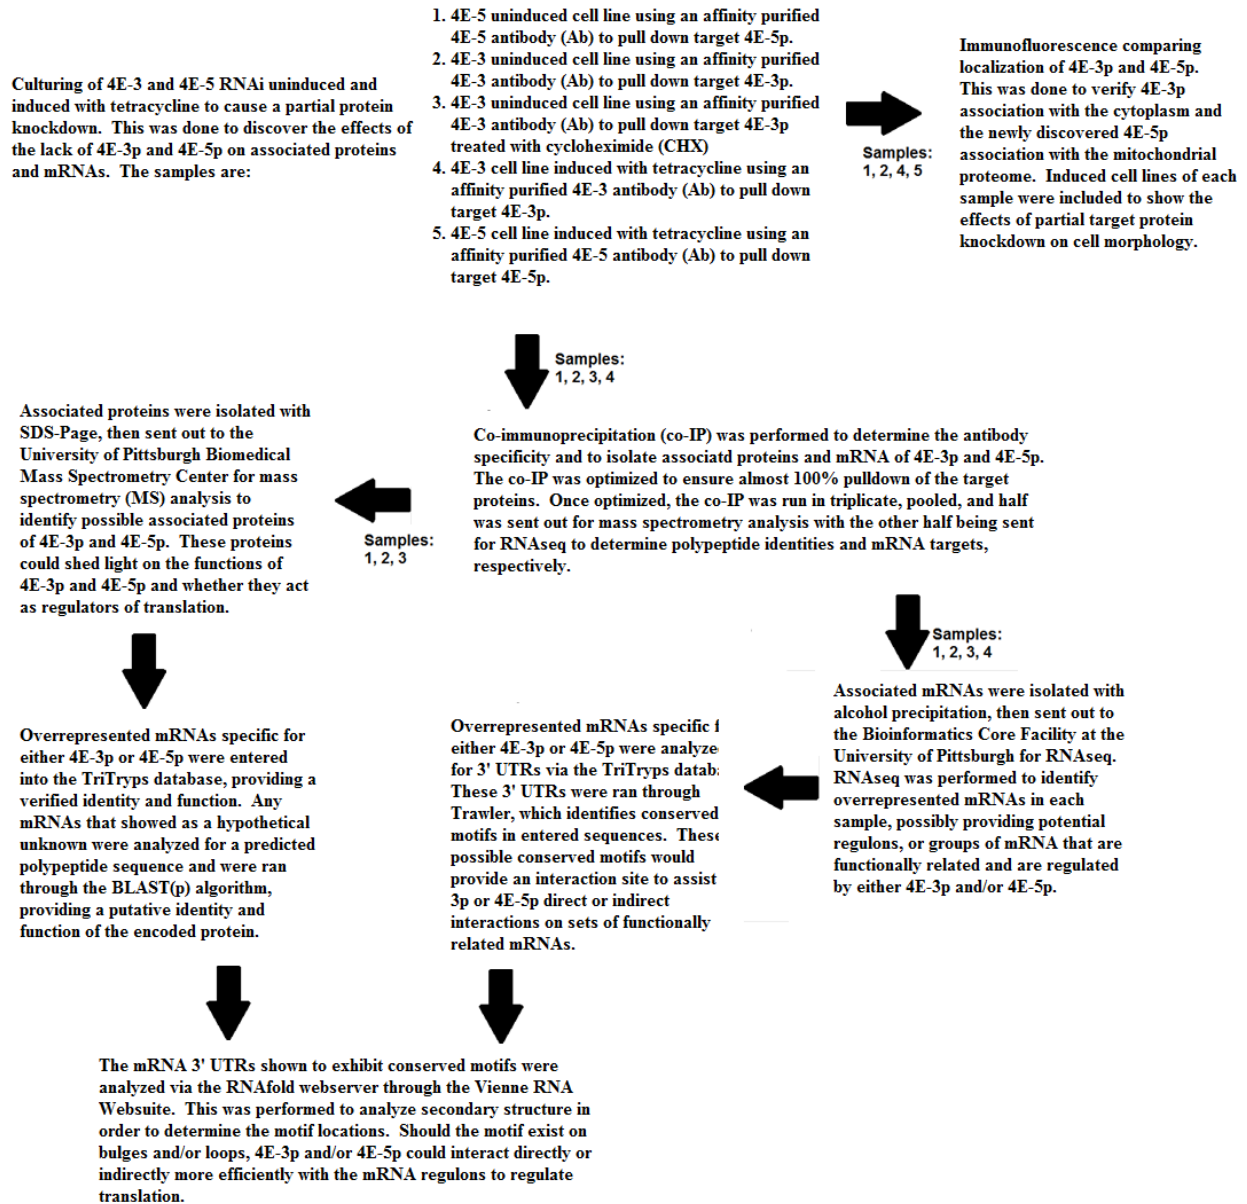 Culturing of 4E-3 and 4E-5 RNAi uninduced and
induced with tetracycline to cause a partial protein
knockdown.  This was done to discover the effects of
the lack of 4E-3p and 4E-5p on associated proteins
and mRNAs.  The samples are:
1. 4E-5 uninduced cell line using an affinity purified
4E-5 antibody (Ab) to pull down target 4E-5p.
2. 4E-3 uninduced cell line using an affinity purified
4E-3 antibody (Ab) to pull down target 4E-3p.
3. 4E-3 uninduced cell line using an affinity purified
4E-3 antibody (Ab) to pull down target 4E-3p
treated with cycloheximide (CHX)
4. 4E-3 cell line induced with tetracycline using an
affinity purified 4E-3 antibody (Ab) to pull down
target 4E-3p.
5. 4E-5 cell line induced with tetracycline using an
affinity purified 4E-5 antibody (Ab) to pull down
target 4E-5p.
Samples:
1, 2, 4, 5
Immunofluorescence comparing
localization of 4E-3p and 4E-5p.
This was done to verify 4E-3p
association with the cytoplasm and
the newly discovered 4E-5p
association with the mitochondrial
proteome.  Induced cell lines of each
sample were included to show the
effects of partial target protein
knockdown on cell morphology.
Samples:
1, 2, 3, 4
Co-immunoprecipitation (co-IP) was performed to determine the antibody
specificity and to isolate associatd proteins and mRNA of 4E-3p and 4E-5p.
The co-IP was optimized to ensure almost 100% pulldown of the target
proteins.  Once optimized, the co-IP was run in triplicate, pooled, and half
was sent out for mass spectrometry analysis with the other half being sent
for RNAseq to determine polypeptide identities and mRNA targets,
respectively.
Samples:
1, 2, 3
Associated proteins were isolated with
SDS-Page, then sent out to the
University of Pittsburgh Biomedical
Mass Spectrometry Center for mass
spectrometry (MS) analysis to
identify possible associated proteins
of 4E-3p and 4E-5p.  These proteins
could shed light on the functions of
4E-3p and 4E-5p and whether they act
as regulators of translation.
Samples:
1, 2, 3, 4
Associated mRNAs were isolated with
alcohol precipitation, then sent out to
the Bioinformatics Core Facility at the
University of Pittsburgh for RNAseq.
RNAseq was performed to identify
overrepresented mRNAs in each
sample, possibly providing potential
regulons, or groups of mRNA that are
functionally related and are regulated
by either 4E-3p and/or 4E-5p.
Overrepresented mRNAs specific f
either 4E-3p or 4E-5p were analyze
for 3' UTRs via the TriTryps datab
These 3' UTRs were ran through
Trawler, which identifies conserved
motifs in entered sequences.  These
possible conserved motifs would
provide an interaction site to assist
3p or 4E-5p direct or indirect
interactions on sets of functionally
related mRNAs.
Overrepresented mRNAs specific for
either 4E-3p or 4E-5p were entered
into the TriTryps database, providing a
verified identity and function.  Any
mRNAs that showed as a hypothetical
unknown were analyzed for a predicted
polypeptide sequence and were ran
through the BLAST(p) algorithm,
providing a putative identity and
function of the encoded protein.
The mRNA 3' UTRs shown to exhibit conserved motifs were
analyzed via the RNAfold webserver through the Vienne RNA
Websuite.  This was performed to analyze secondary structure in
order to determine the motif locations.  Should the motif exist on
bulges and/or loops, 4E-3p and/or 4E-5p could interact directly or
indirectly more efficiently with the mRNA regulons to regulate
translation.